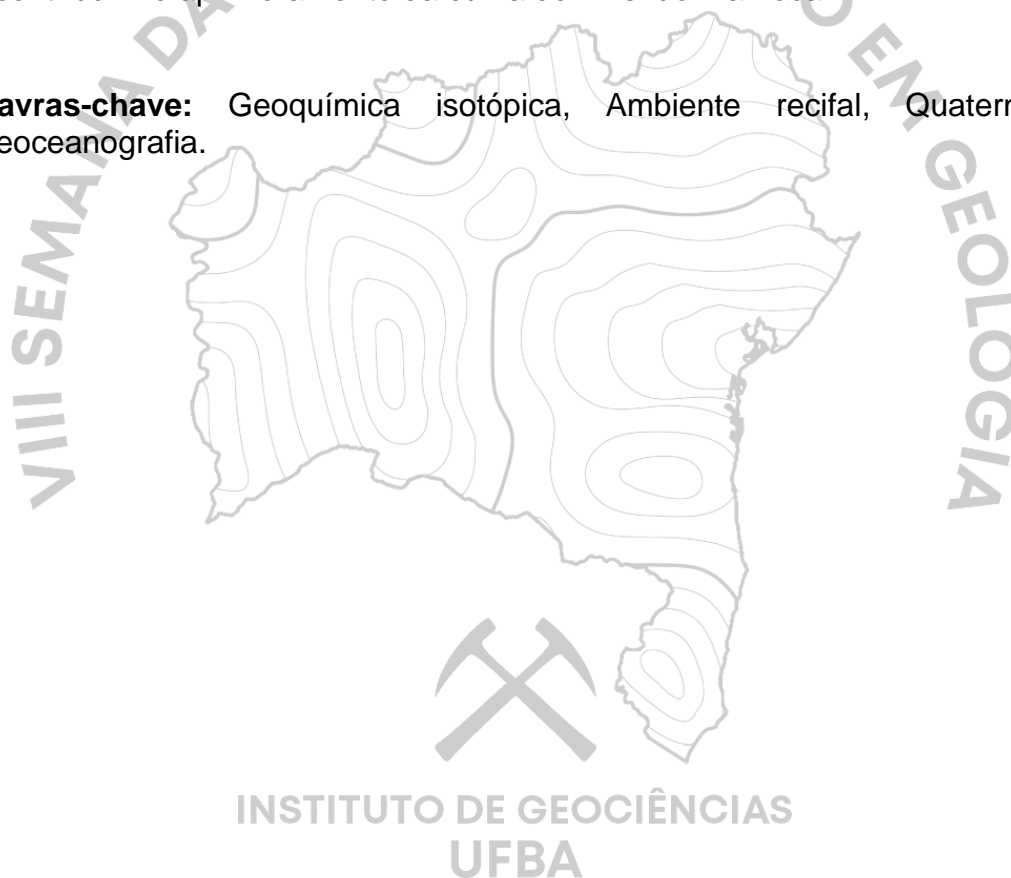 avras-chave: Geoquímica isotópica, Ambiente recifal, Quatern
eoceanografia.
VIII SEMANA DA
O EM GEOLOGIA
INSTITUTO DE GEOCIÊNCIAS
UFBA